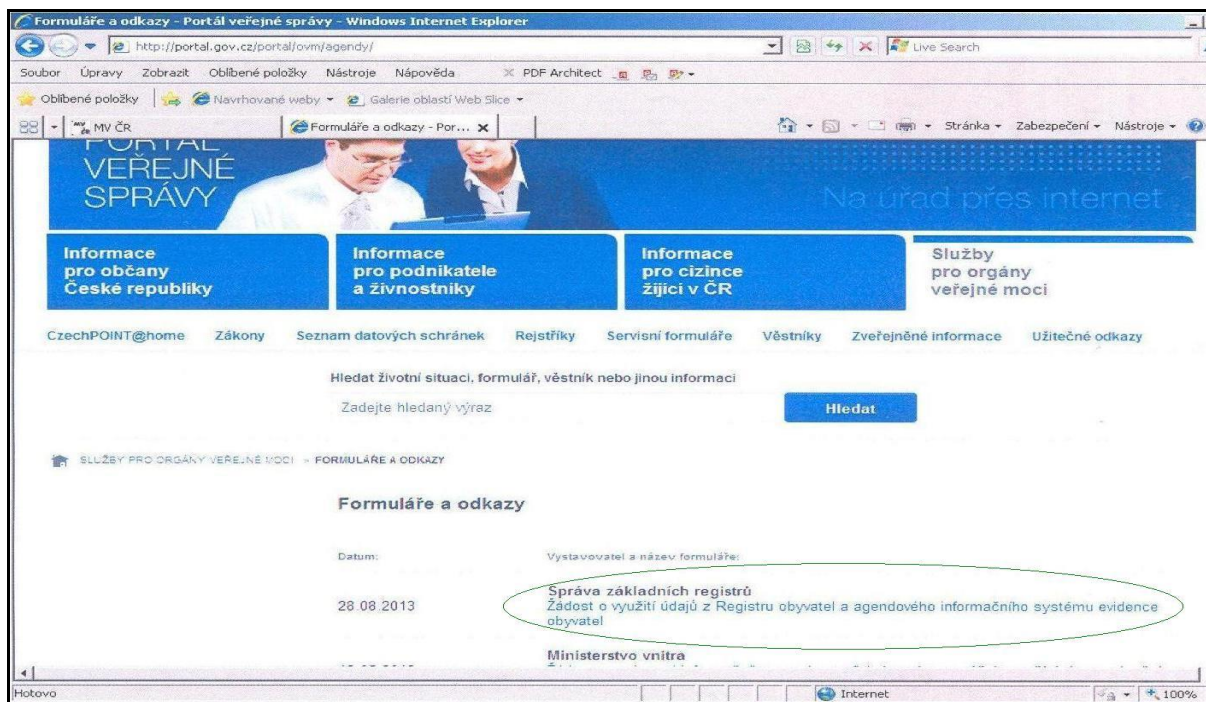 Formuláře a odkazy - Portál veřejné správy - Windows Internet Explorer
http://portal.gov.cz/portal/ovm/agendy/
Live Search
Soubor Úpravy Zobrazit Oblíbené položky Nástroje Nápověda PDF Architect
Oblíbené položky Navrhované weby Galerie oblastí Web Slice
MV ČR Formuláře a odkazy - Por... Stránka Zabezpečení Nástroje
PORTÁL
VEŘEJNÉ
SPRÁVY
Na úřad přes internet
Informace
pro občany
České republiky
Informace
pro podnikatele
a živnostníky
Informace
pro cizince
žijící v ČR
Služby
pro orgány
veřejné moci
CzechPOINT@home Zákony Seznam datových schránek Rejstříky Servisní formuláře Věstníky Zveřejněné informace Užitečné odkazy
Hledat životní situaci, formulář, věstník nebo jinou informaci
Zadejte hledaný výraz Hledat
SLUŽBY PRO ORGÁNY VEŘEJNÉ MOCI » FORMULÁŘE A ODKAZY
Formuláře a odkazy
Datum: Vystavovatel a název formuláře:
Správa základních registrů
28.08.2013 Žádost o využití údajů z Registru obyvatel a agendového informačního systému evidence
obyvatel
Ministerstvo vnitra
Hotovo Internet 100%